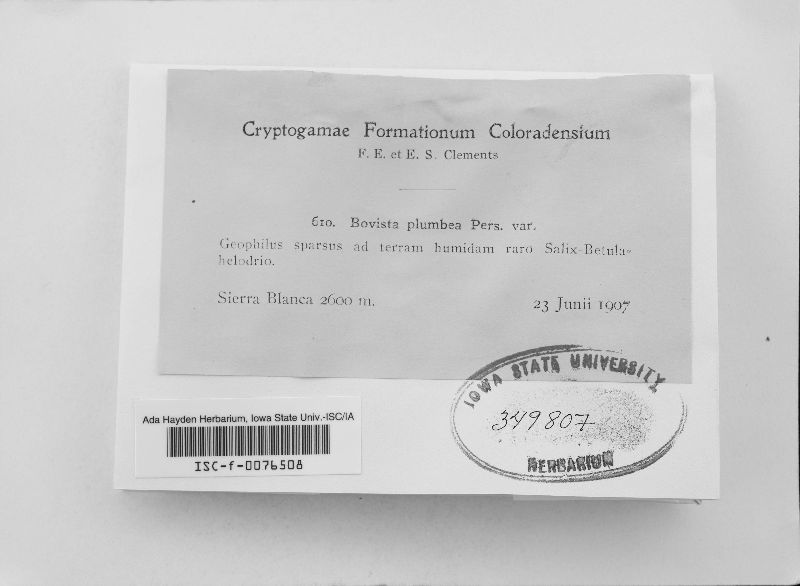 Cryptogamae Formationum Coloradensium
F. E. et E. S. Clements
610. Bovista plumbea Pers. var.
Geophilus sparsus ad terram humidam raro Salix-Betula-
helodrio.
Sierra Blanca 2600 m.
23 Junii 1907
IOWA STATE UNIVERSITY
349807
HERBARIUM
Ada Hayden Herbarium, Iowa State Univ.-ISC/IA
ISC-f-0076508